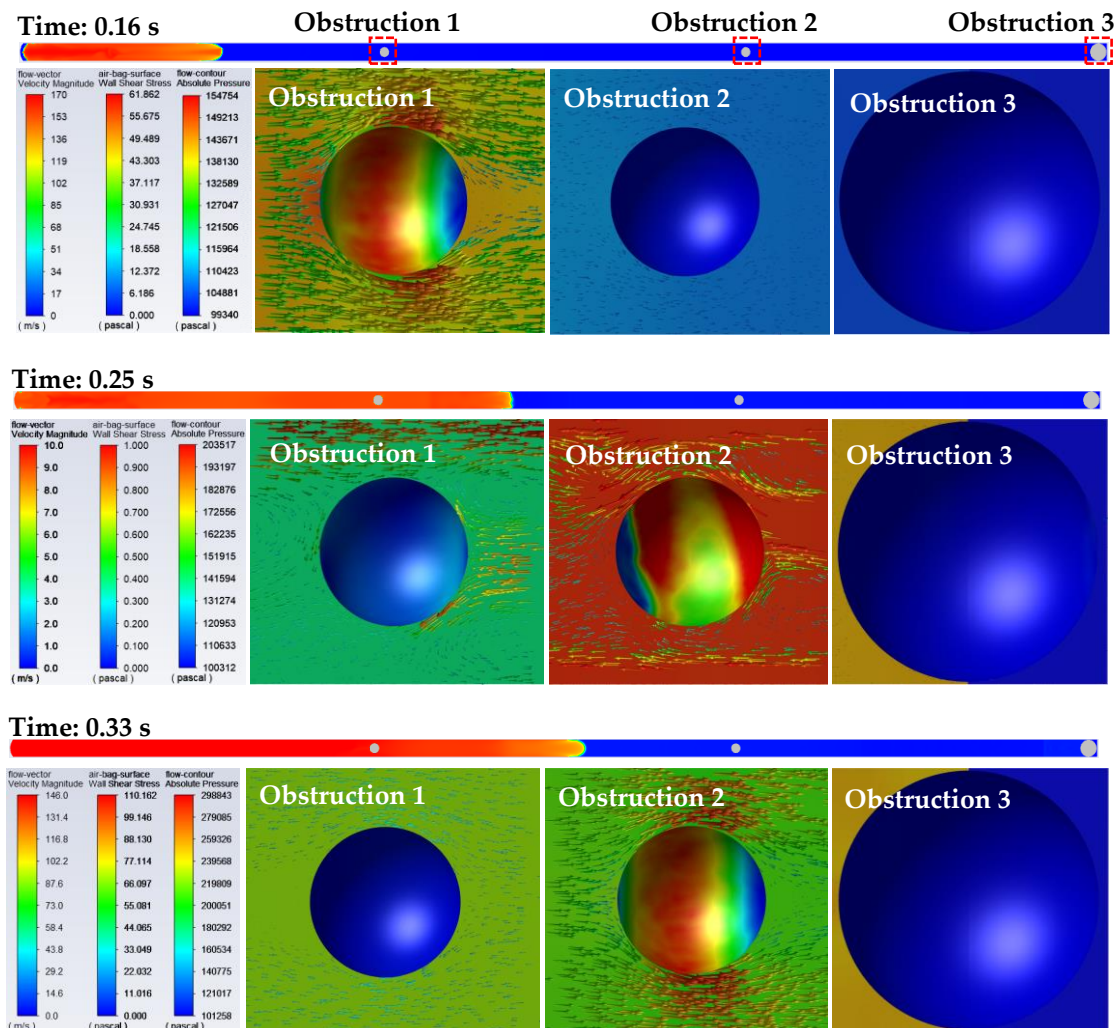 Time: 0.16 s
Obstruction 1
Obstruction 2
Obstruction 3
flow-vector air-bag-surface flow-contour
Velocity Magnitude Wall Shear Stress Absolute Pressure
170 61.862 154754
153 55.675 149213
136 49.489 143671
119 43.303 138130
102 37.117 132589
85 30.931 127047
68 24.745 121506
51 18.558 115964
34 12.372 110423
17 6.186 104881
0 0.000 99340
( m/s ) ( pascal ) ( pascal )
Obstruction 1
Obstruction 2
Obstruction 3
Time: 0.25 s
flow-vector air-bag-surface flow-contour
Velocity Magnitude Wall Shear Stress Absolute Pressure
10.0 1.000 203517
9.0 0.900 193197
8.0 0.800 182876
7.0 0.700 172556
6.0 0.600 162235
5.0 0.500 151915
4.0 0.400 141594
3.0 0.300 131274
2.0 0.200 120953
1.0 0.100 110633
0.0 0.000 100312
( m/s ) ( pascal ) ( pascal )
Obstruction 1
Obstruction 2
Obstruction 3
Time: 0.33 s
flow-vector air-bag-surface flow-contour
Velocity Magnitude Wall Shear Stress Absolute Pressure
146.0 110.162 298843
131.4 99.146 279085
116.8 88.130 259326
102.2 77.114 239568
87.6 66.097 219809
73.0 55.081 200051
58.4 44.065 180292
43.8 33.049 160534
29.2 22.032 140775
14.6 11.016 121017
0.0 0.000 101258
( m/s ) ( pascal ) ( pascal )
Obstruction 1
Obstruction 2
Obstruction 3